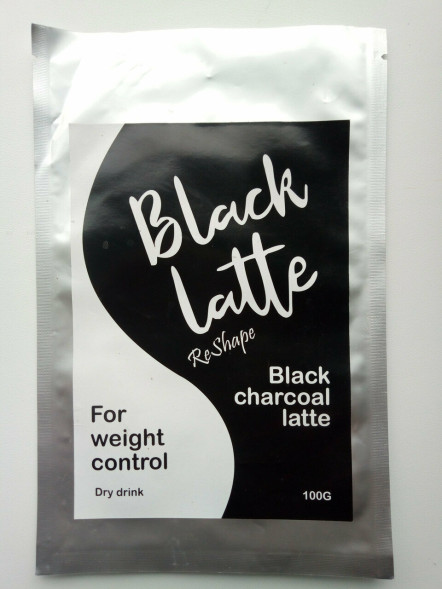 Black
latte
ReShape
Black
charcoal
latte
For
weight
control
Dry drink
100G